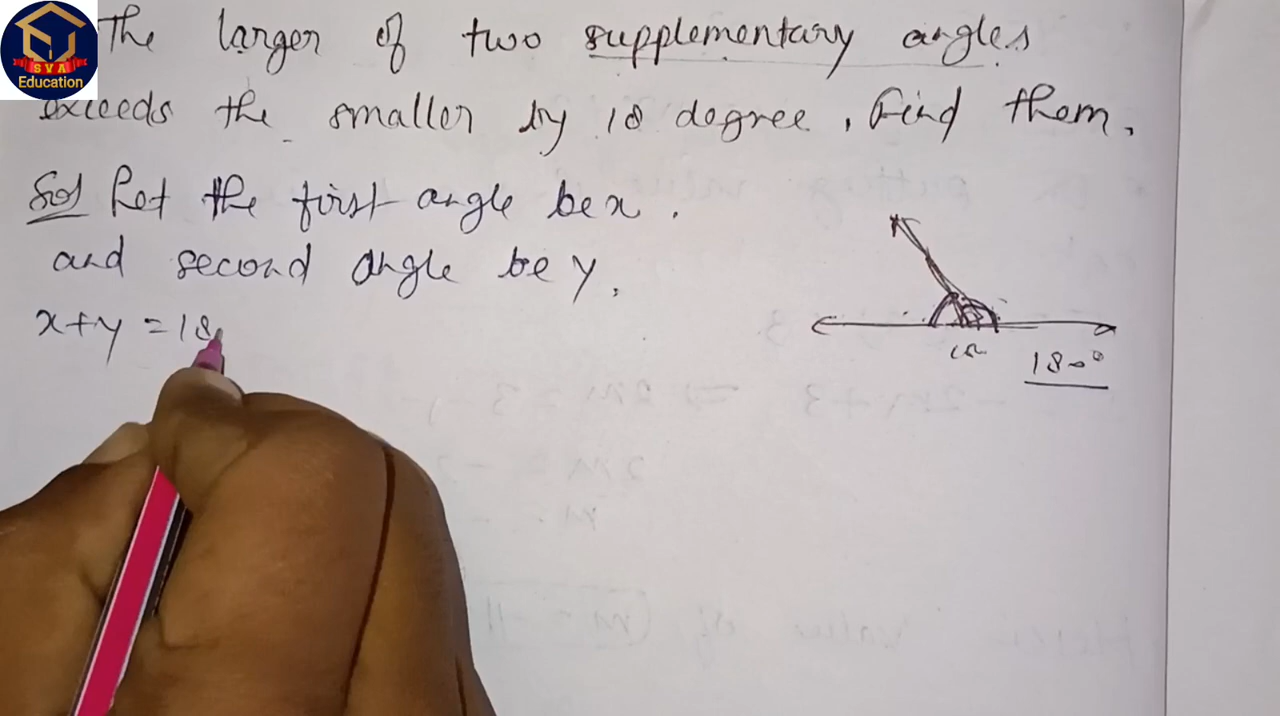 SVA
Education
The larger of two supplementary angles
exceeds the smaller by 18 degree. Find them.
Sol Let the first angle be x.
and second angle be y.
x+y=18
180°